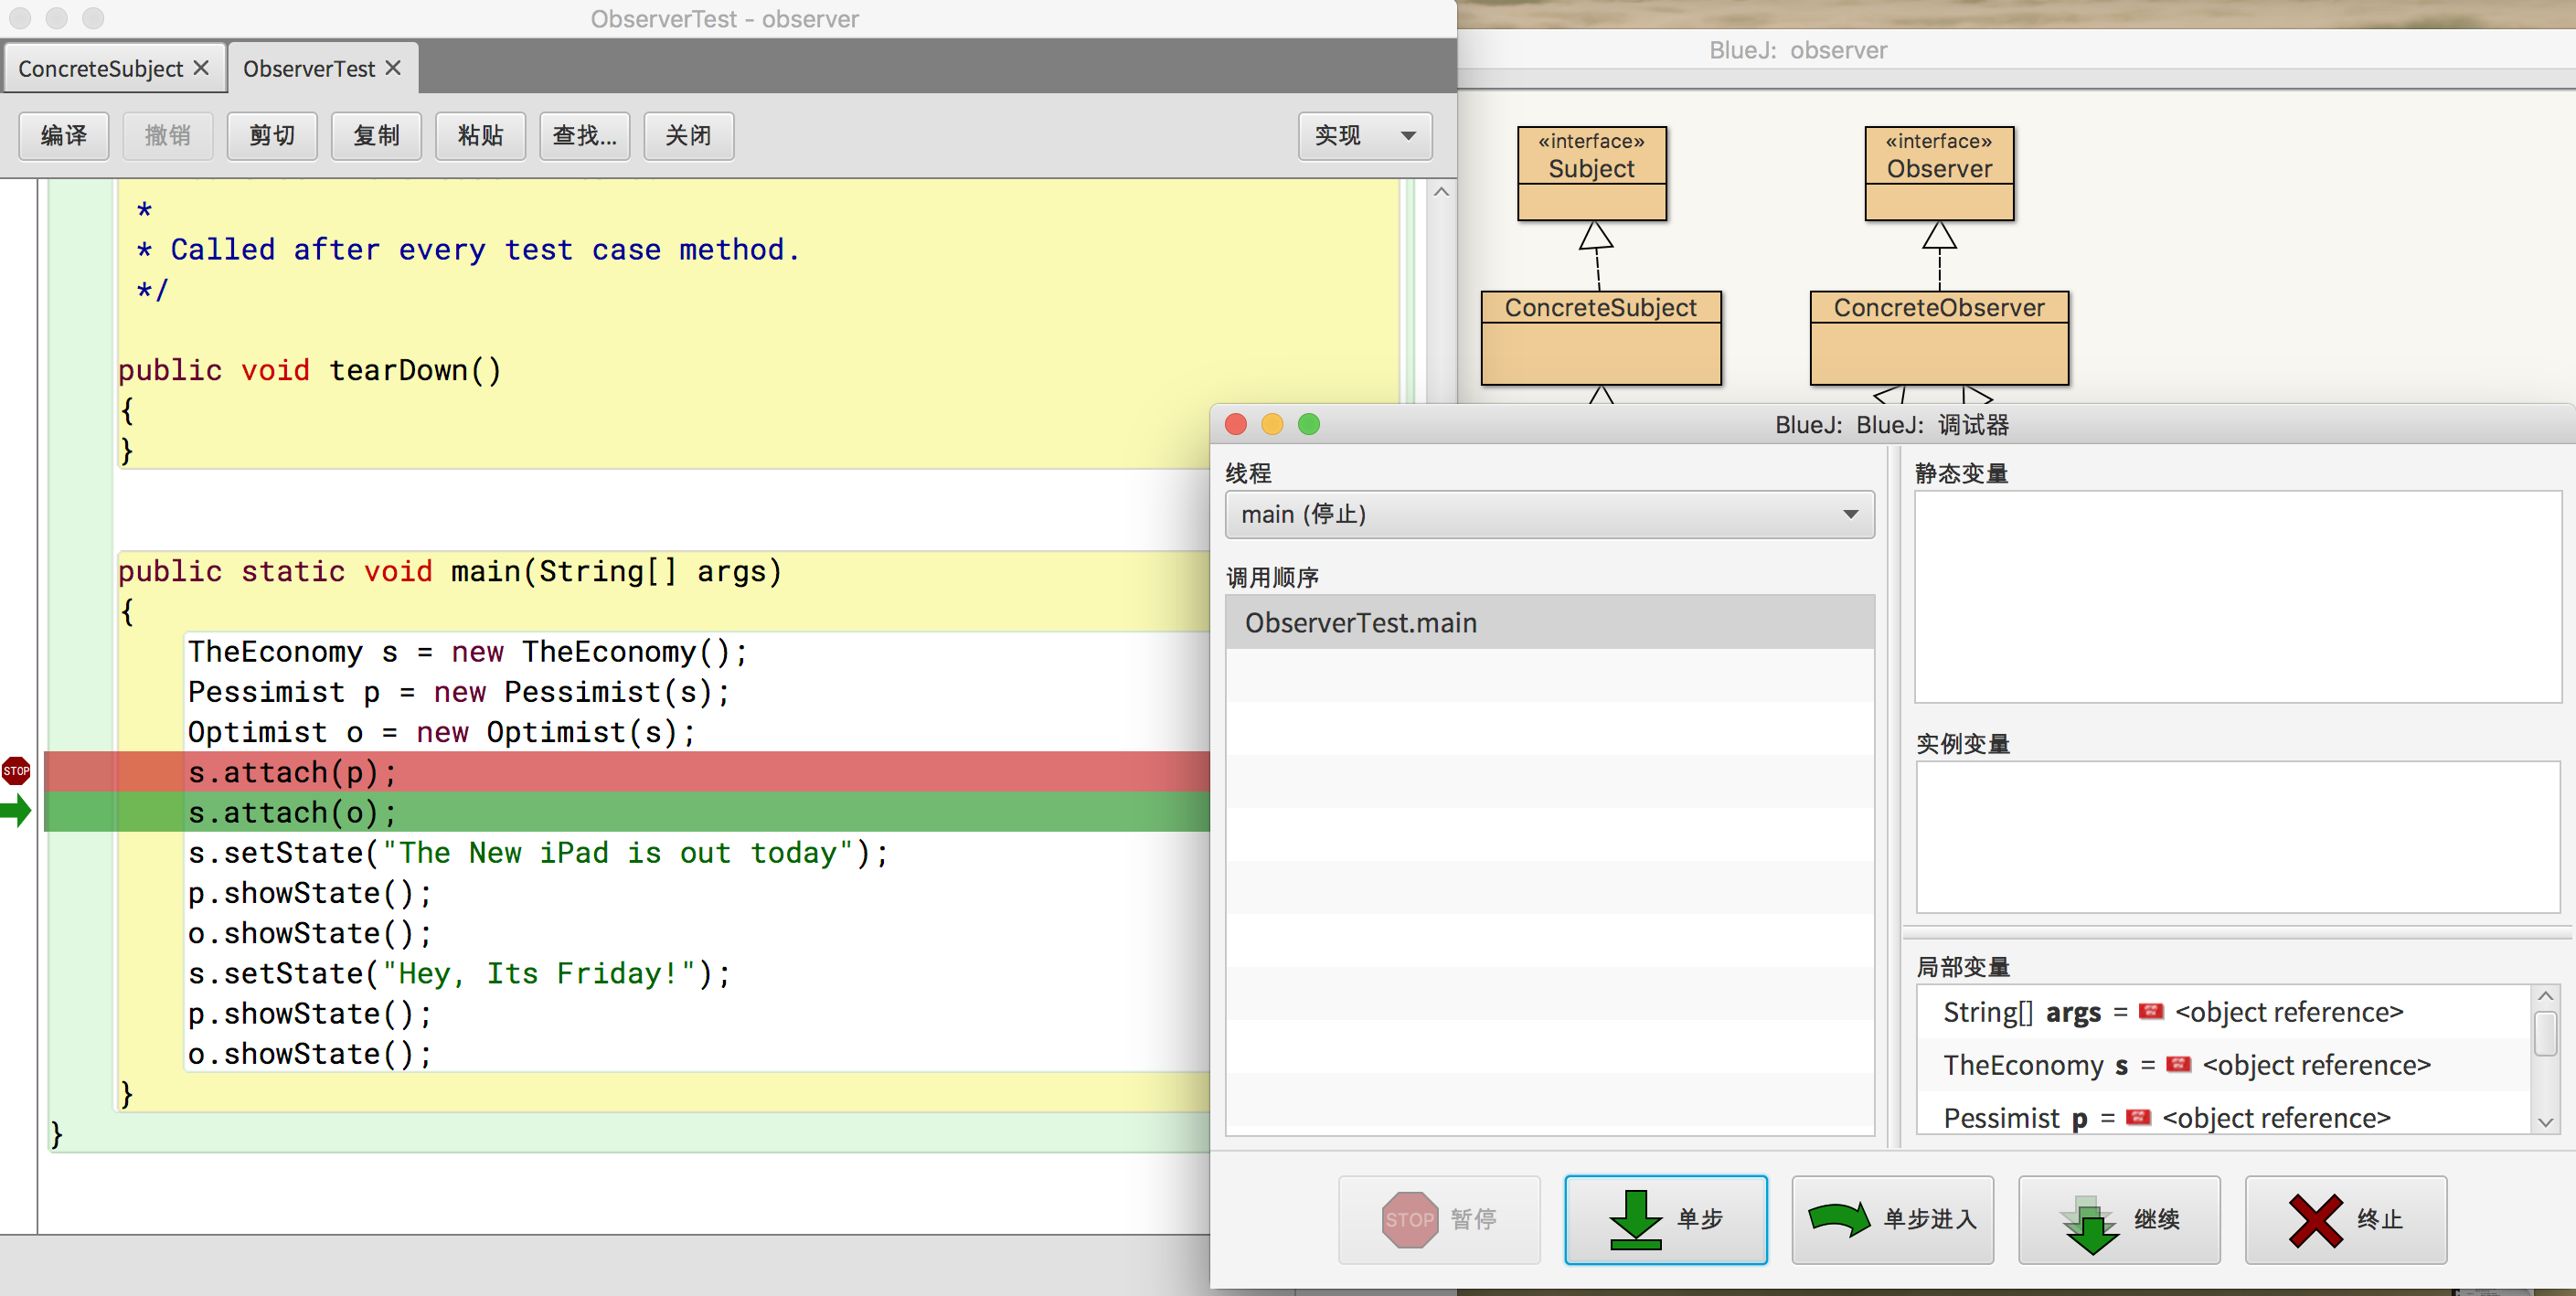 ObserverTest - observer
ConcreteSubject
ObserverTest
编译
撤销
剪切
复制
粘贴
查找...
关闭
实现
*
* Called after every test case method.
*/
public void tearDown()
{
}
public static void main(String[] args)
{
TheEconomy s = new TheEconomy();
Pessimist p = new Pessimist(s);
Optimist o = new Optimist(s);
STOP
s.attach(p);
s.attach(o);
s.setState("The New iPad is out today");
p.showState();
o.showState();
s.setState("Hey, Its Friday!");
p.showState();
o.showState();
}
}
BlueJ: observer
«interface»
Subject
«interface»
Observer
ConcreteSubject
ConcreteObserver
BlueJ: BlueJ: 调试器
线程
main (停止)
调用顺序
ObserverTest.main
静态变量
实例变量
局部变量
String[] args = <object reference>
TheEconomy s = <object reference>
Pessimist p = <object reference>
STOP 暂停
单步
单步进入
继续
终止